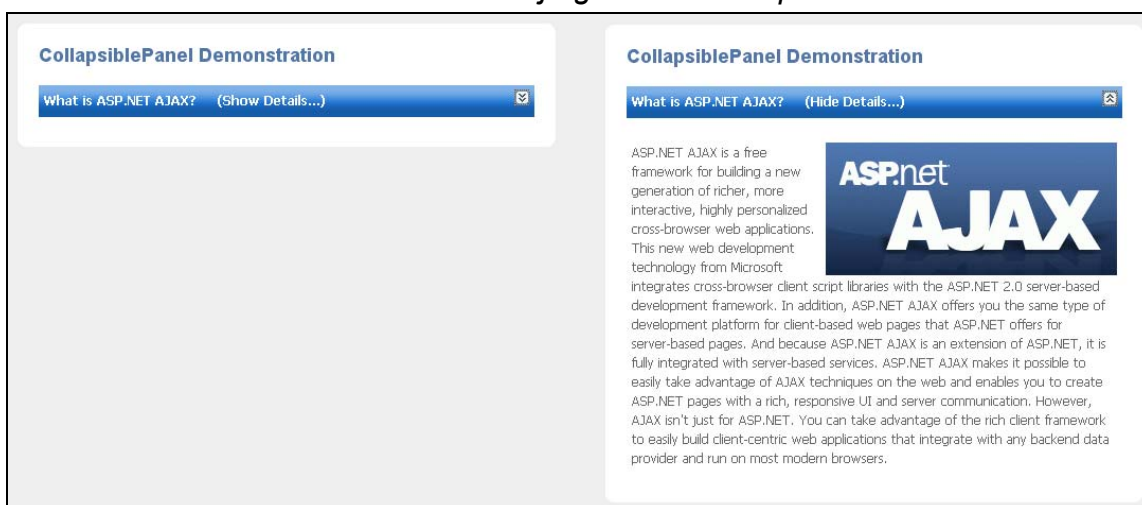 CollapsiblePanel Demonstration
What is ASP.NET AJAX? (Show Details...)
CollapsiblePanel Demonstration
What is ASP.NET AJAX? (Hide Details...)
ASP.NET AJAX is a free
framework for building a new
generation of richer, more
interactive, highly personalized
cross-browser web applications.
This new web development
technology from Microsoft
ASP.net
AJAX
integrates cross-browser client script libraries with the ASP.NET 2.0 server-based
development framework. In addition, ASP.NET AJAX offers you the same type of
development platform for client-based web pages that ASP.NET offers for
server-based pages. And because ASP.NET AJAX is an extension of ASP.NET, it is
fully integrated with server-based services. ASP.NET AJAX makes it possible to
easily take advantage of AJAX techniques on the web and enables you to create
ASP.NET pages with a rich, responsive UI and server communication. However,
AJAX isn't just for ASP.NET. You can take advantage of the rich client framework
to easily build client-centric web applications that integrate with any backend data
provider and run on most modern browsers.